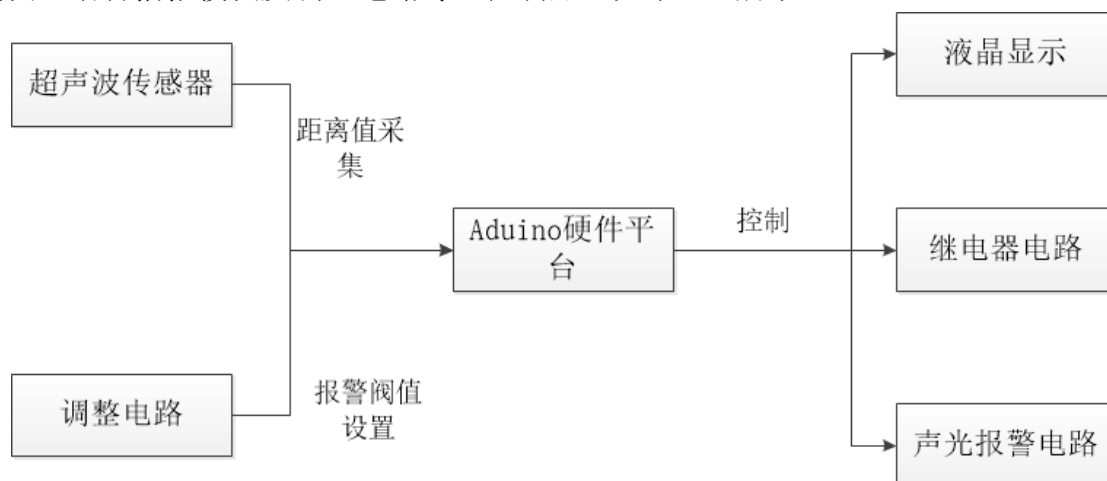 超声波传感器
距离值采
集
调整电路
报警阀值
设置
Aduino硬件平
台
控制
液晶显示
继电器电路
声光报警电路